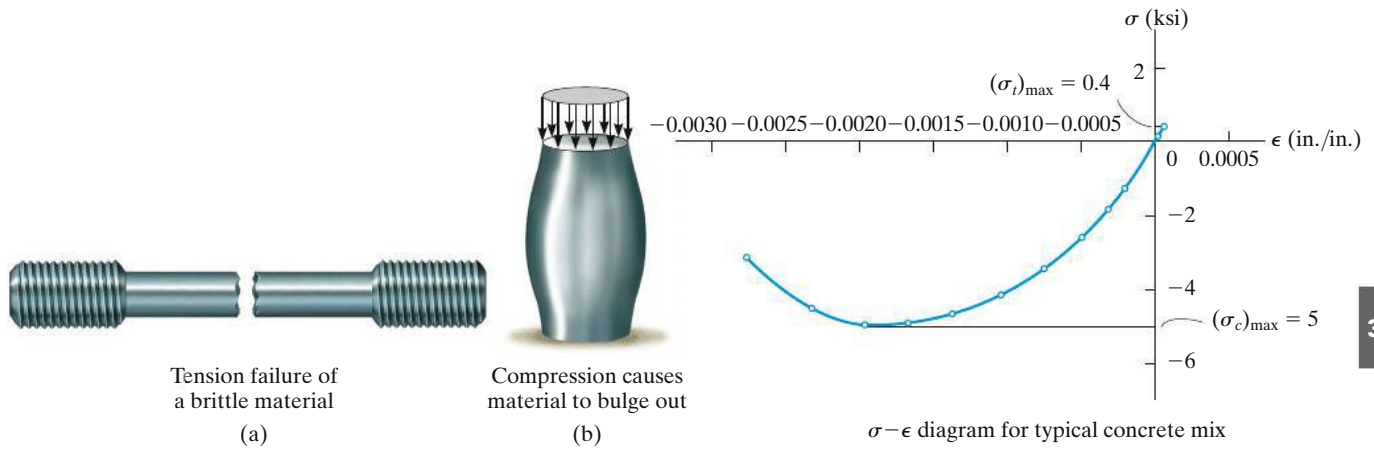 σ (ksi)
2
(σt)max = 0.4
−0.0030 −0.0025 −0.0020 −0.0015 −0.0010 −0.0005
ϵ (in./in.)
0 0.0005
−2
−4
(σc)max = 5
−6
3
Tension failure of
a brittle material
(a)
Compression causes
material to bulge out
(b)
σ−ϵ diagram for typical concrete mix